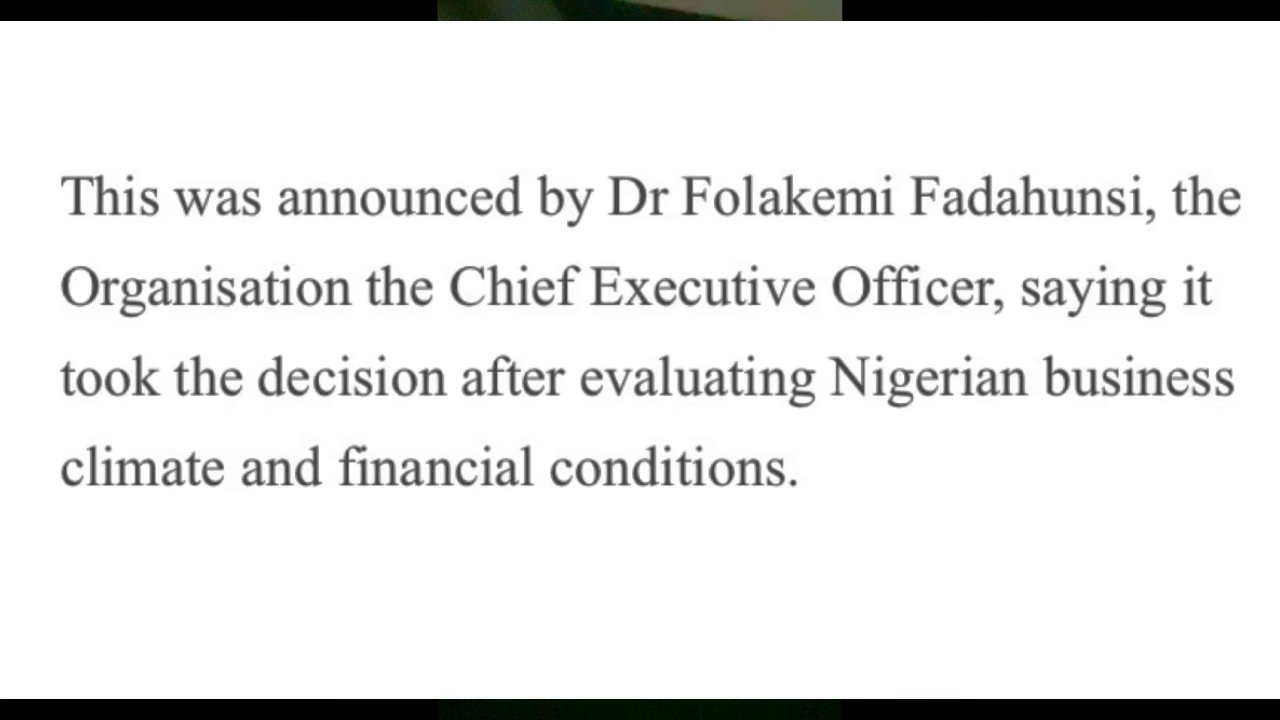 This was announced by Dr Folakemi Fadahunsi, the
Organisation the Chief Executive Officer, saying it
took the decision after evaluating Nigerian business
climate and financial conditions.